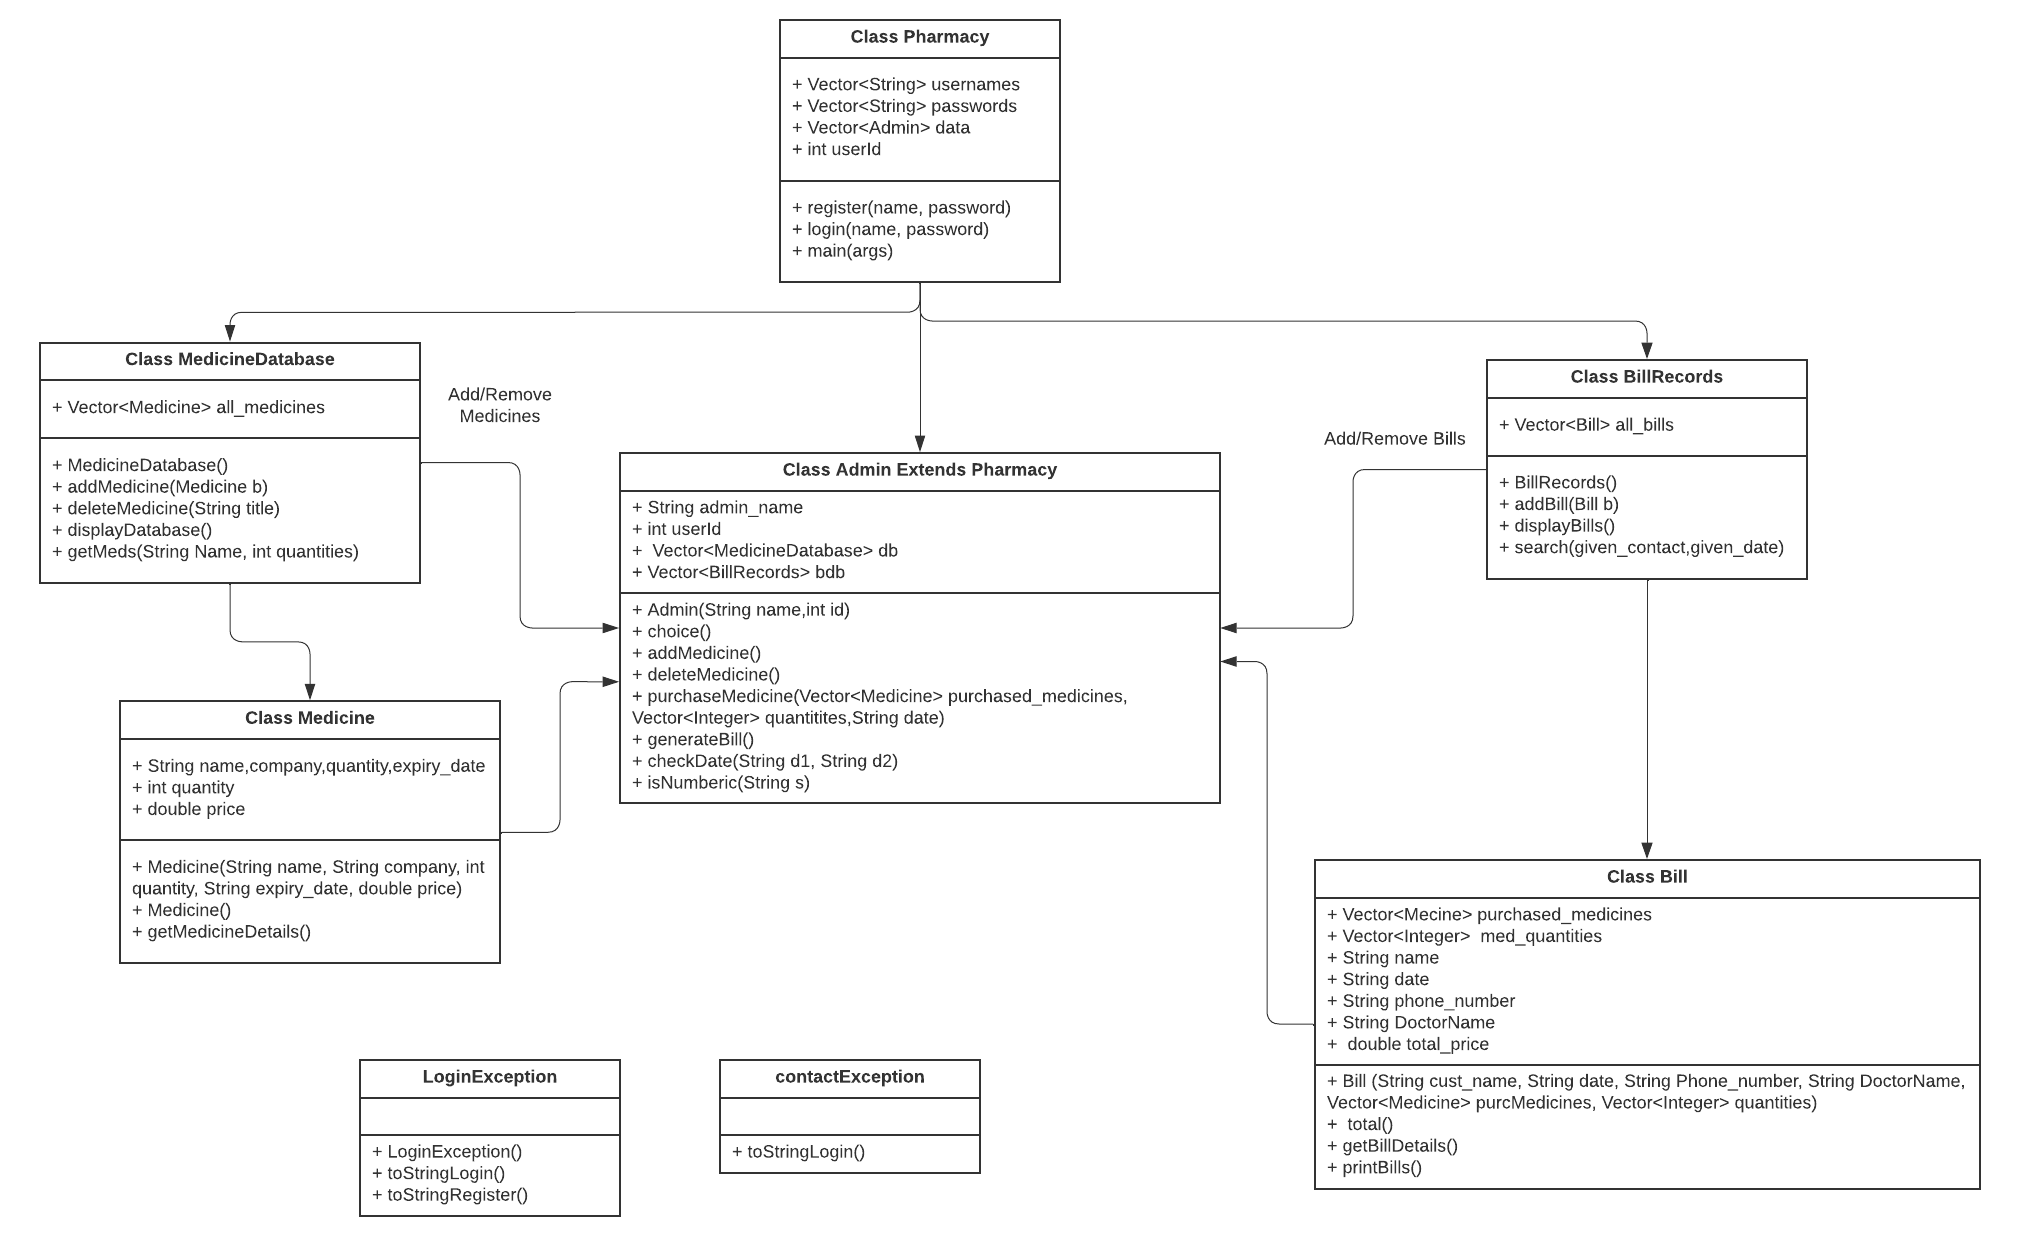 Class Pharmacy
+ Vector<String> usernames
+ Vector<String> passwords
+ Vector<Admin> data
+ int userId
+ register(name, password)
+ login(name, password)
+ main(args)
Class MedicineDatabase
+ Vector<Medicine> all_medicines
+ MedicineDatabase()
+ addMedicine(Medicine b)
+ deleteMedicine(String title)
+ displayDatabase()
+ getMeds(String Name, int quantities)
Add/Remove
Medicines
Class Admin Extends Pharmacy
+ String admin_name
+ int userId
+  Vector<MedicineDatabase> db
+ Vector<BillRecords> bdb
+ Admin(String name,int id)
+ choice()
+ addMedicine()
+ deleteMedicine()
+ purchaseMedicine(Vector<Medicine> purchased_medicines,
Vector<Integer> quantitites,String date)
+ generateBill()
+ checkDate(String d1, String d2)
+ isNumberic(String s)
Add/Remove Bills
Class BillRecords
+ Vector<Bill> all_bills
+ BillRecords()
+ addBill(Bill b)
+ displayBills()
+ search(given_contact,given_date)
Class Medicine
+ String name,company,quantity,expiry_date
+ int quantity
+ double price
+ Medicine(String name, String company, int
quantity, String expiry_date, double price)
+ Medicine()
+ getMedicineDetails()
Class Bill
+ Vector<Mecine> purchased_medicines
+ Vector<Integer>  med_quantities
+ String name
+ String date
+ String phone_number
+ String DoctorName
+  double total_price
+ Bill (String cust_name, String date, String Phone_number, String DoctorName,
Vector<Medicine> purcMedicines, Vector<Integer> quantities)
+  total()
+ getBillDetails()
+ printBills()
LoginException
+ LoginException()
+ toStringLogin()
+ toStringRegister()
contactException
+ toStringLogin()